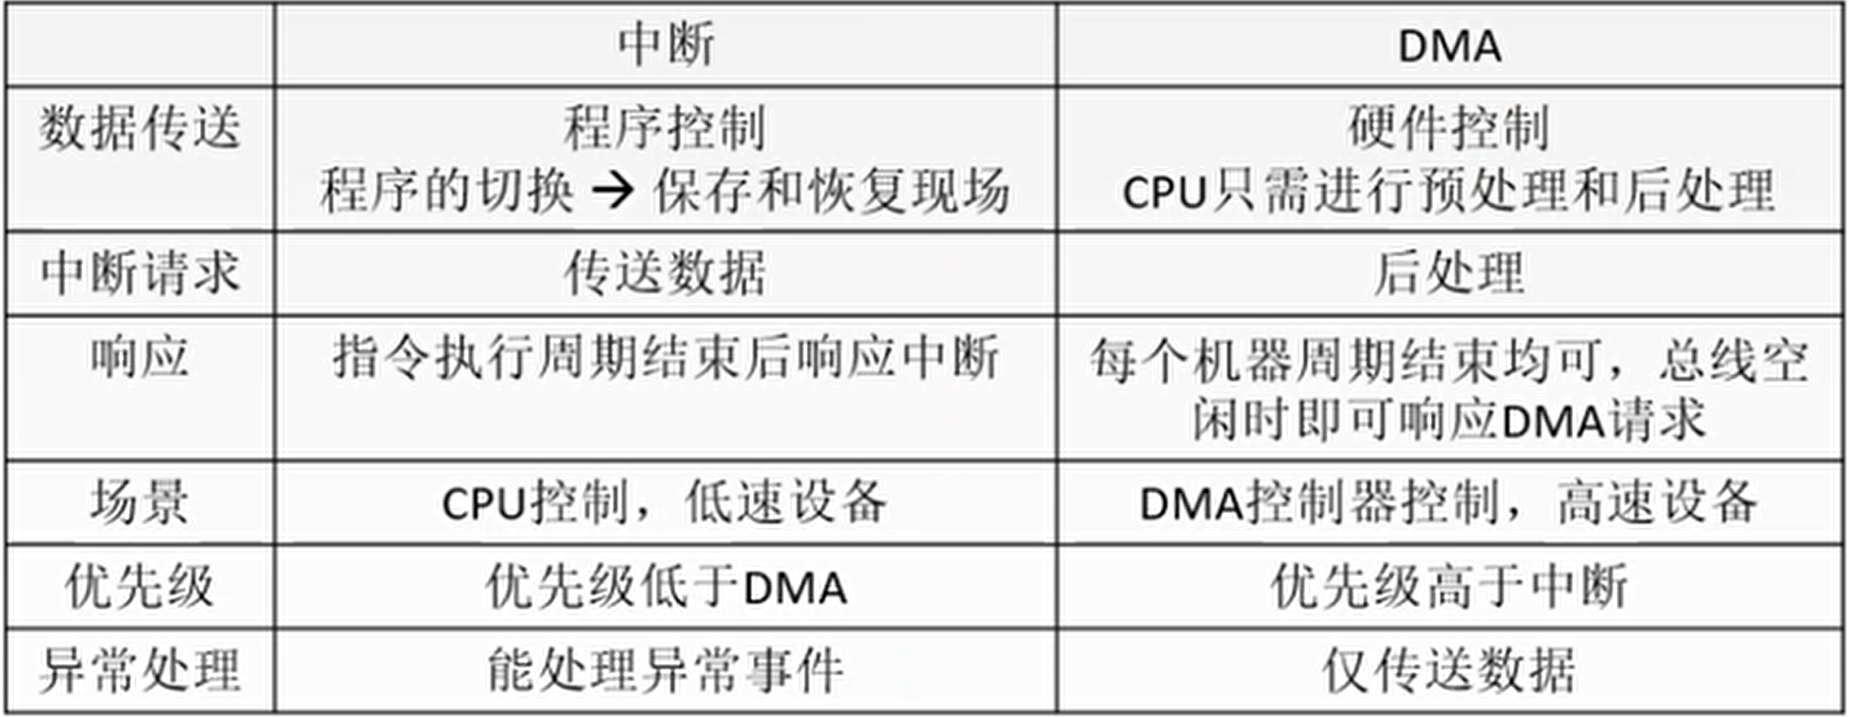 中断
DMA
数据传送
程序控制
程序的切换 → 保存和恢复现场
硬件控制
CPU只需进行预处理和后处理
中断请求
传送数据
后处理
响应
指令执行周期结束后响应中断
每个机器周期结束均可，总线空
闲时即可响应DMA请求
场景
CPU控制，低速设备
DMA控制器控制，高速设备
优先级
优先级低于DMA
优先级高于中断
异常处理
能处理异常事件
仅传送数据